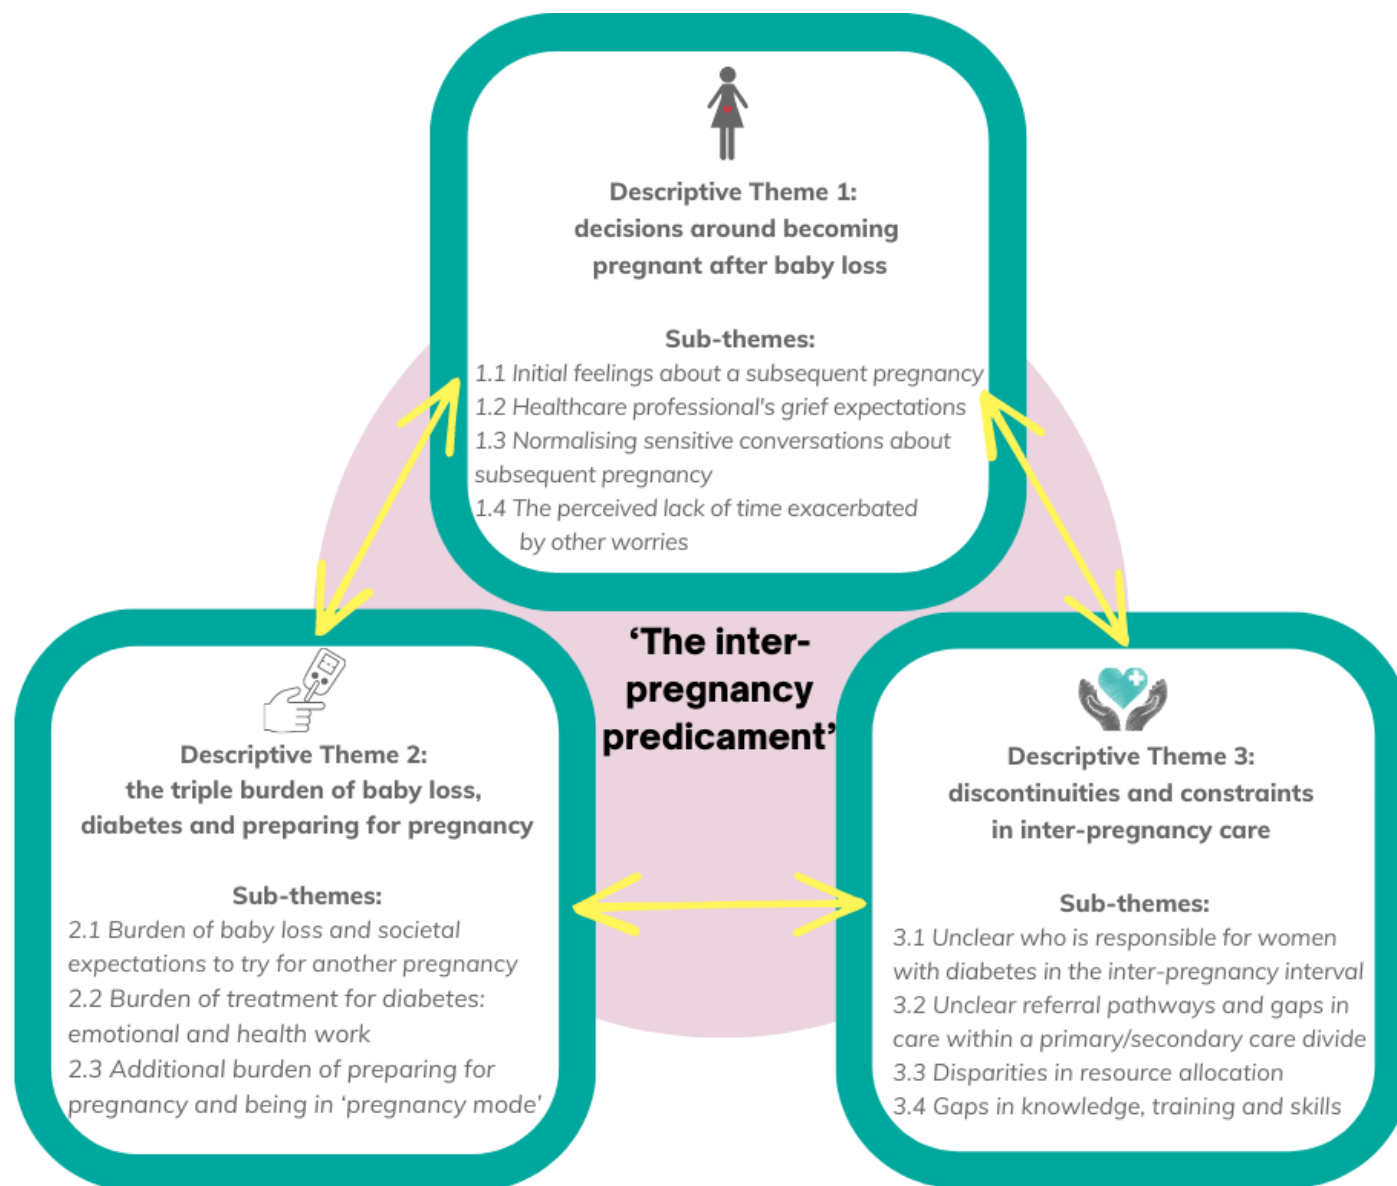 Descriptive Theme 1:
decisions around becoming
pregnant after baby loss
Sub-themes:
1.1 Initial feelings about a subsequent pregnancy
1.2 Healthcare professional's grief expectations
1.3 Normalising sensitive conversations about
subsequent pregnancy
1.4 The perceived lack of time exacerbated
by other worries
‘The inter-
pregnancy
predicament’
Descriptive Theme 2:
the triple burden of baby loss,
diabetes and preparing for pregnancy
Sub-themes:
2.1 Burden of baby loss and societal
expectations to try for another pregnancy
2.2 Burden of treatment for diabetes:
emotional and health work
2.3 Additional burden of preparing for
pregnancy and being in ‘pregnancy mode’
Descriptive Theme 3:
discontinuities and constraints
in inter-pregnancy care
Sub-themes:
3.1 Unclear who is responsible for women
with diabetes in the inter-pregnancy interval
3.2 Unclear referral pathways and gaps in
care within a primary/secondary care divide
3.3 Disparities in resource allocation
3.4 Gaps in knowledge, training and skills